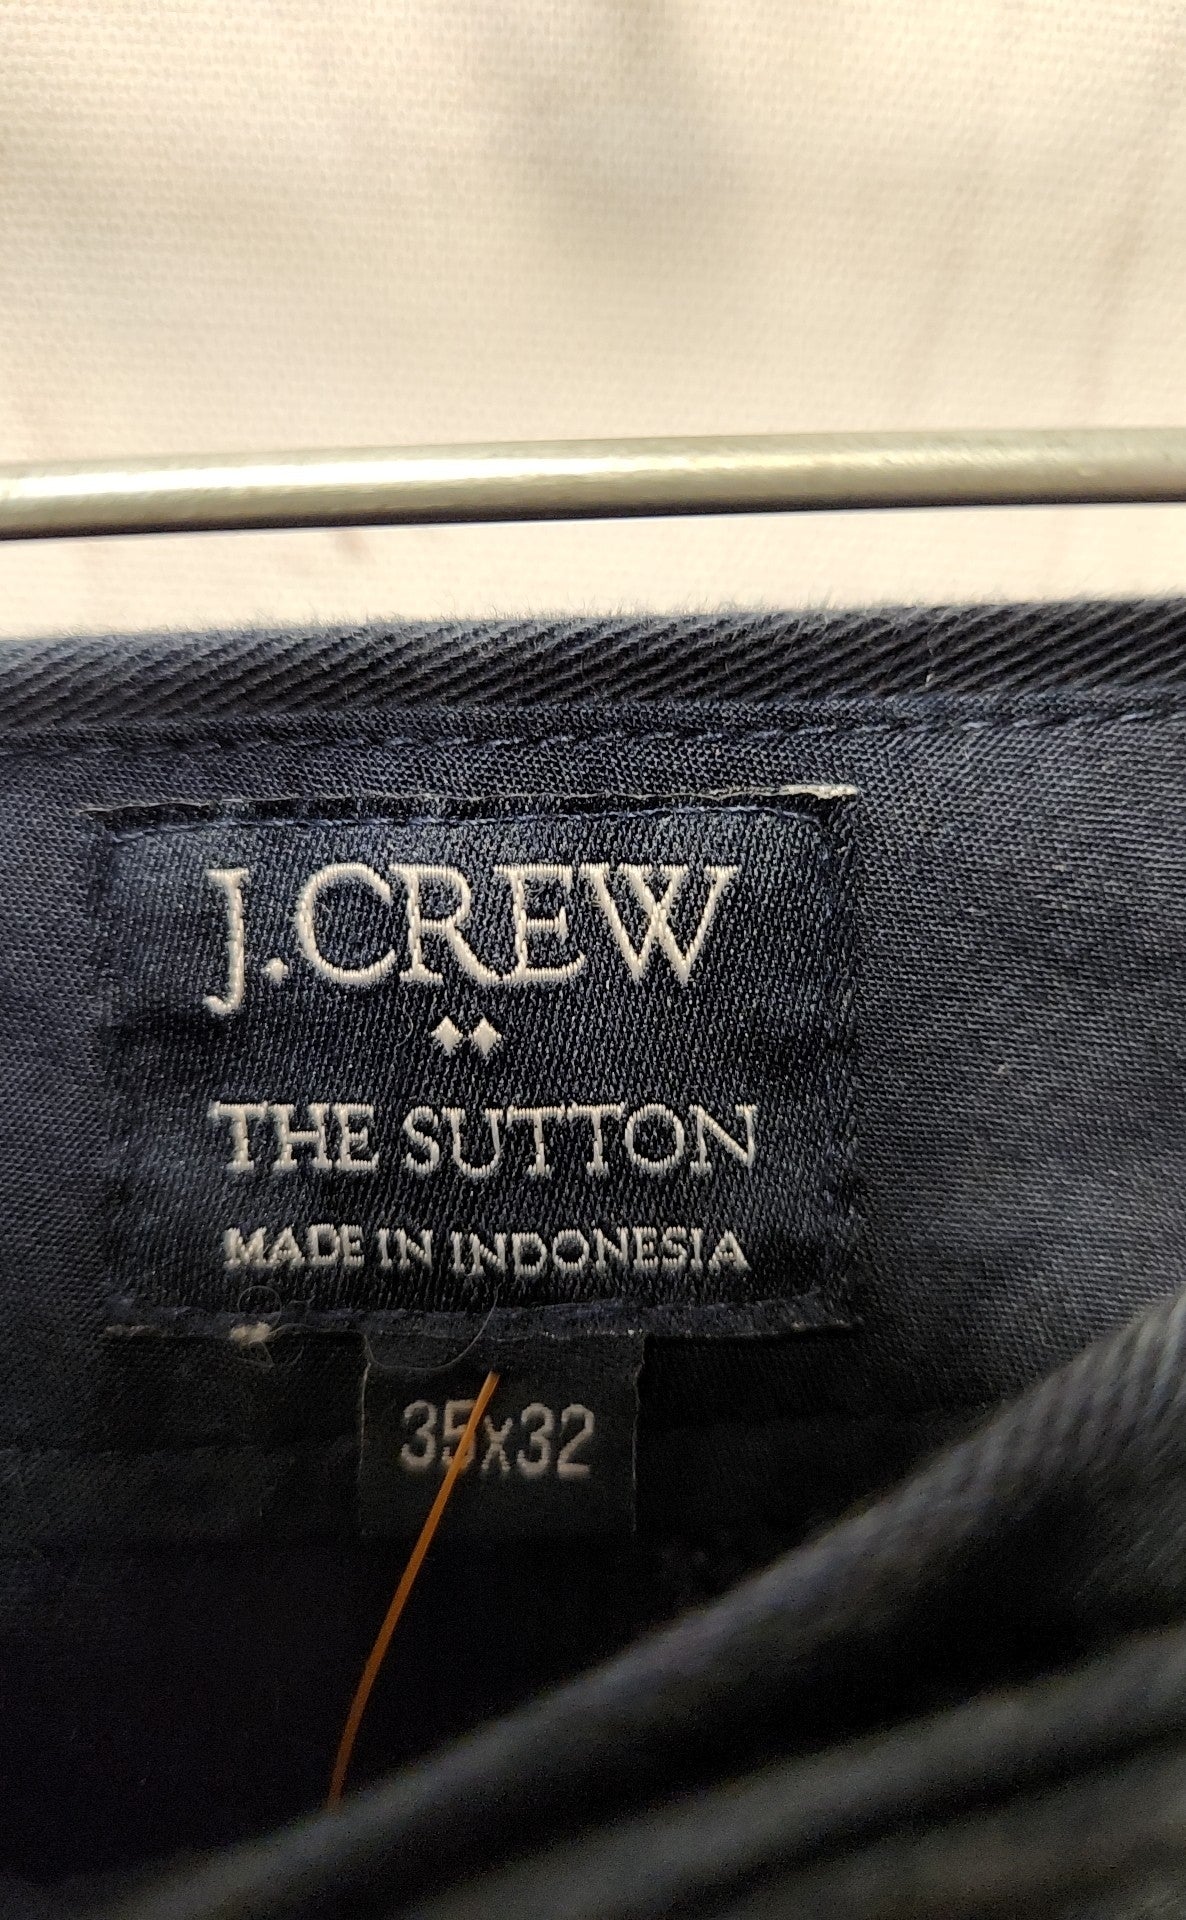 J.CREW
THE SUTTON
MADE IN INDONESIA
35x32